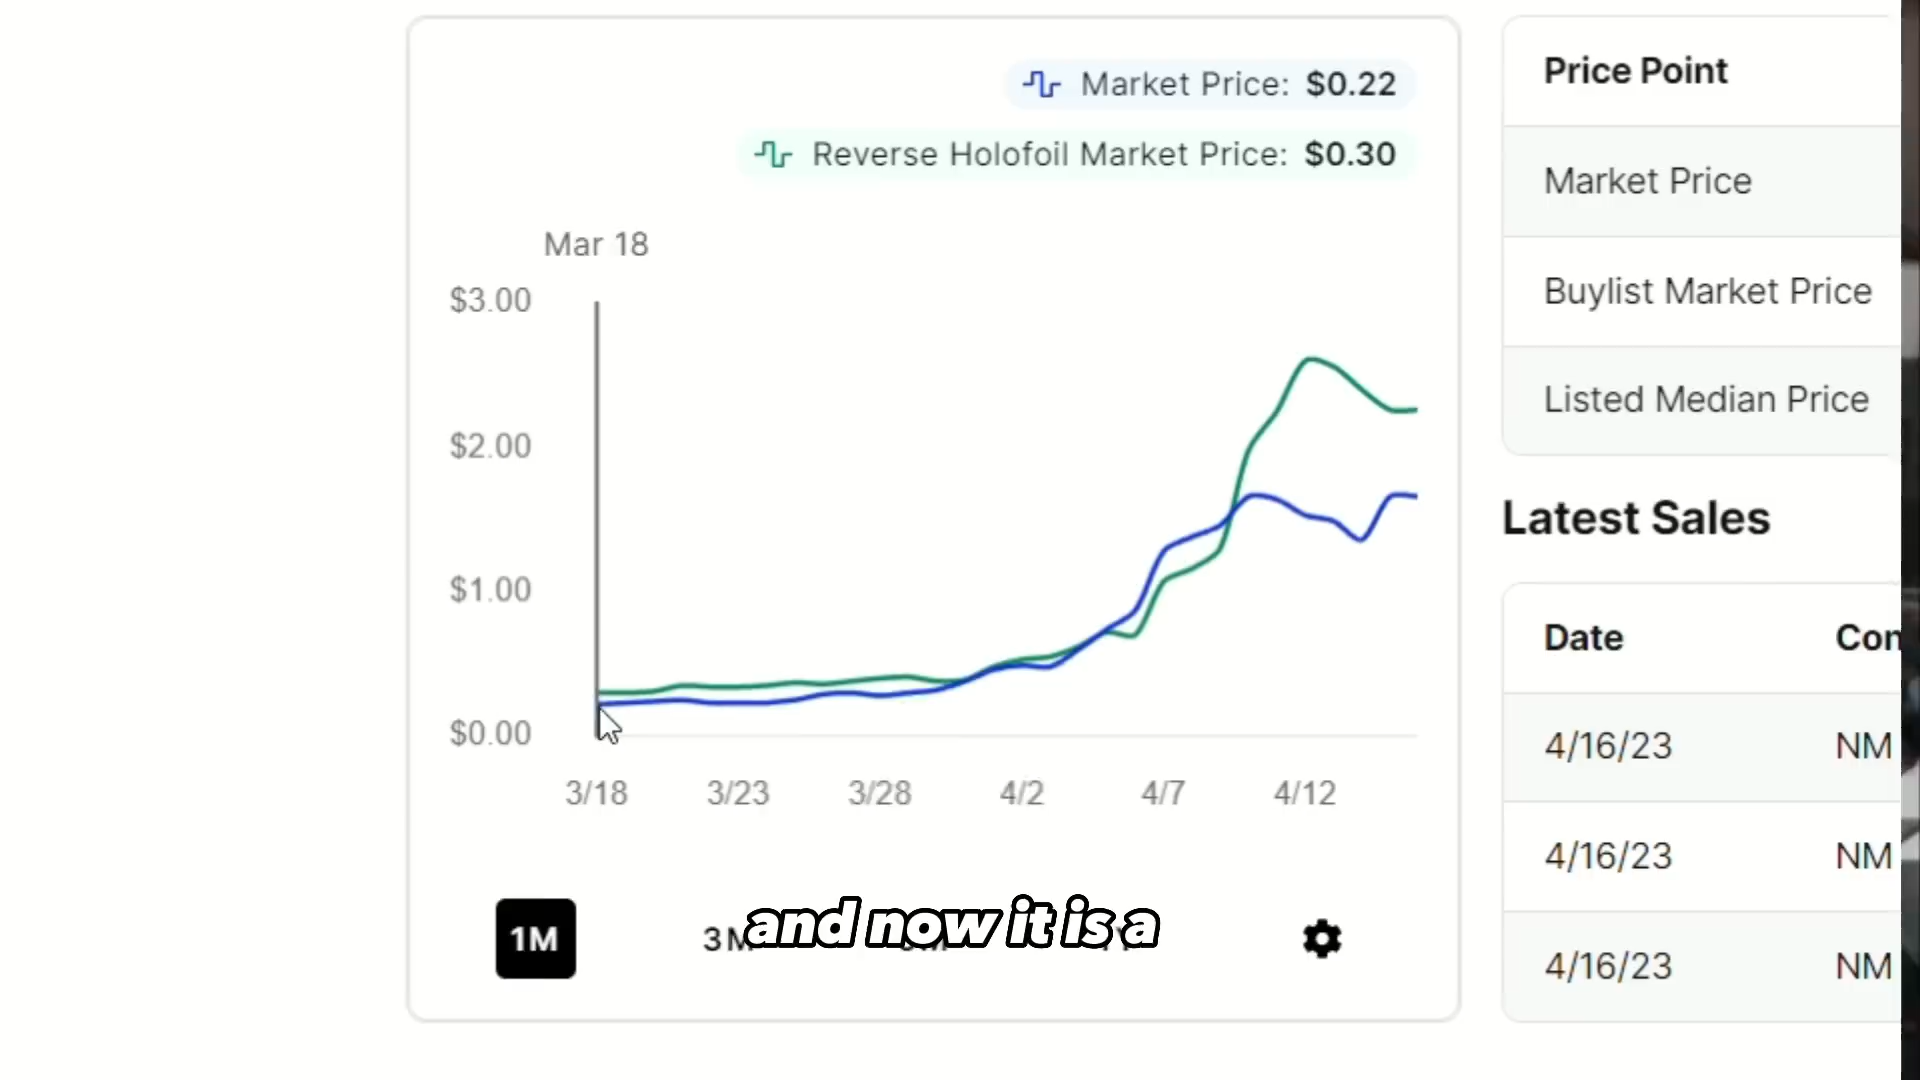 Market Price: $0.22
Reverse Holofoil Market Price: $0.30
Mar 18
$3.00
$2.00
$1.00
$0.00
3/18 3/23 3/28 4/2 4/7 4/12
1M
and now it is a
Price Point
Market Price
Buylist Market Price
Listed Median Price
Latest Sales
Date Con
4/16/23 NM
4/16/23 NM
4/16/23 NM